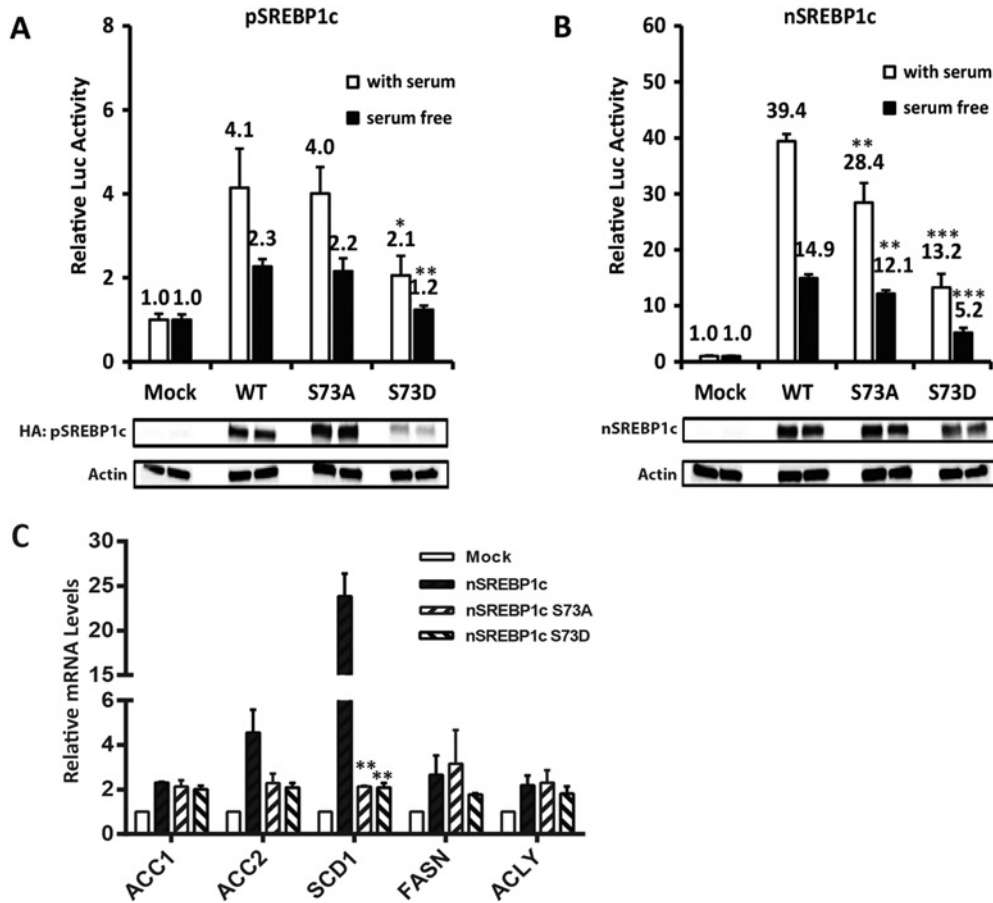 A
pSREBP1c
Relative Luc Activity
8
6
4
2
0
with serum
serum free
1.0 1.0
4.1
2.3
4.0
2.2
*
2.1
**
1.2
Mock WT S73A S73D
HA: pSREBP1c
Actin
B
nSREBP1c
Relative Luc Activity
60
50
40
30
20
10
0
with serum
serum free
1.0 1.0
39.4
14.9
**
28.4
**
12.1
***
13.2
***
5.2
Mock WT S73A S73D
nSREBP1c
Actin
C
Relative mRNA Levels
30
25
20
15
6
4
2
0
Mock
nSREBP1c
nSREBP1c S73A
nSREBP1c S73D
**
**
ACC1
ACC2
SCD1
FASN
ACLY